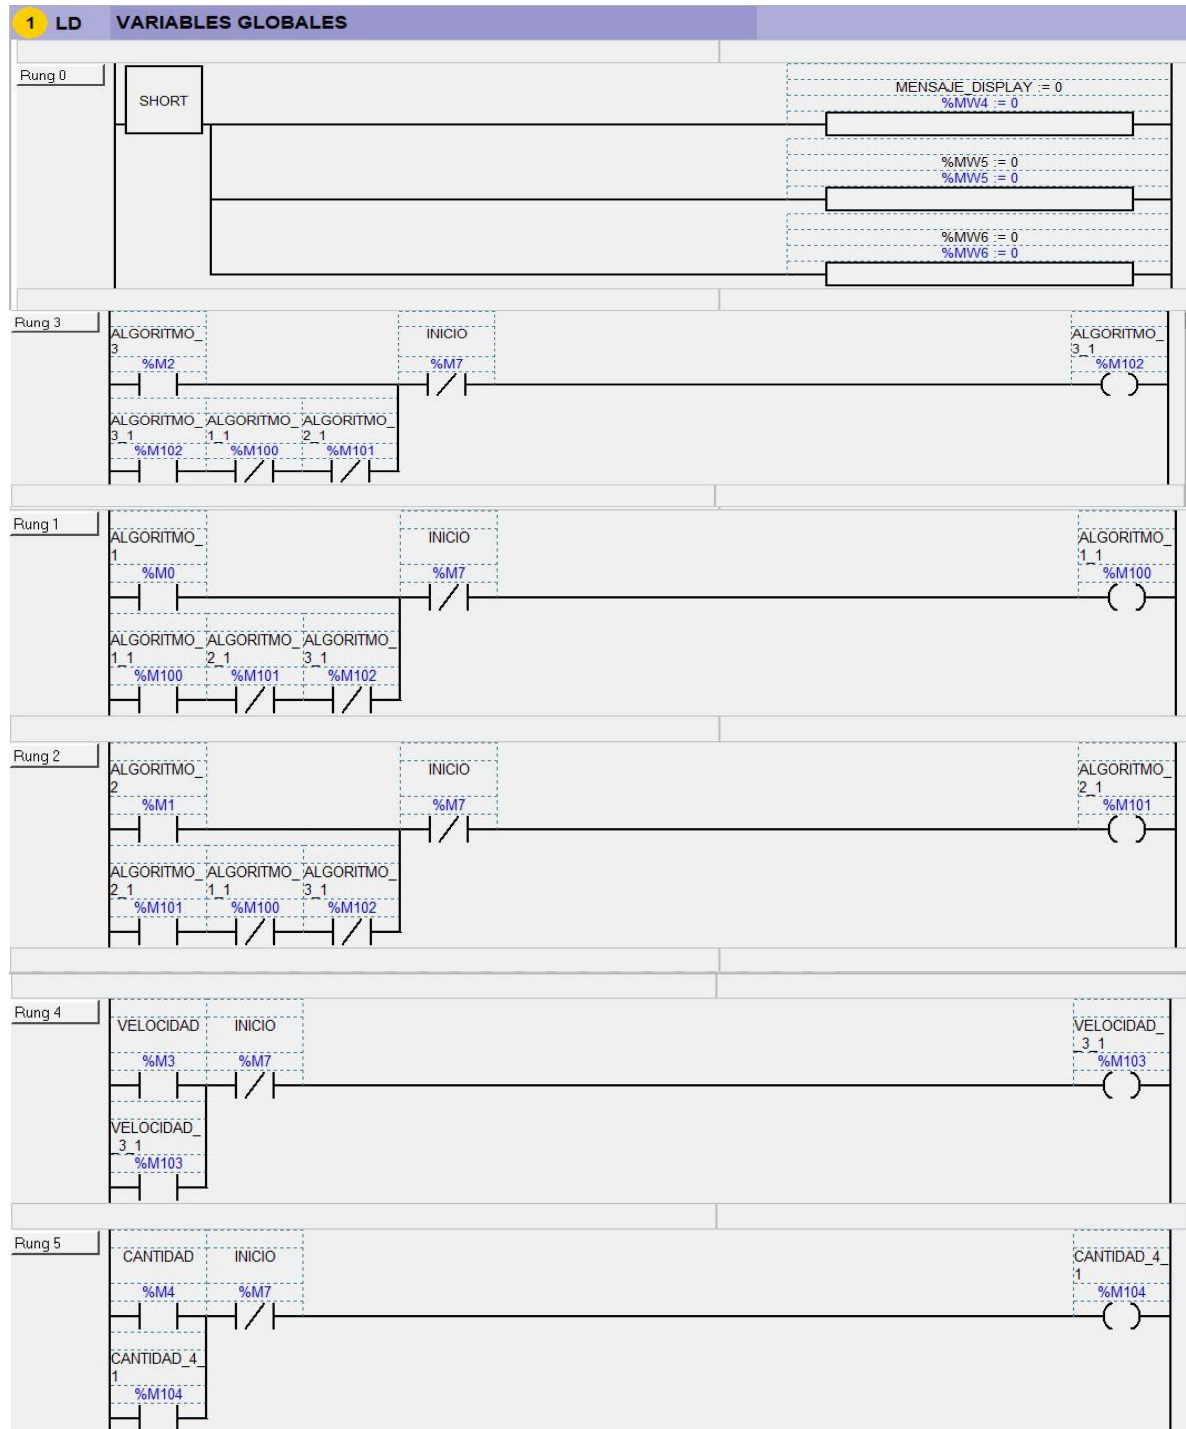 1 LD VARIABLES GLOBALES
Rung 0
SHORT
MENSAJE_DISPLAY := 0
%MW4 := 0
%MW5 := 0
%MW5 := 0
%MW6 := 0
%MW6 := 0
Rung 3
ALGORITMO_ INICIO ALGORITMO_
3 3_1
%M2 %M7 %M102
ALGORITMO_ ALGORITMO_ ALGORITMO_
3_1 1_1 2_1
%M102 %M100 %M101
Rung 1
ALGORITMO_ INICIO ALGORITMO_
1 1_1
%M0 %M7 %M100
ALGORITMO_ ALGORITMO_ ALGORITMO_
1_1 2_1 3_1
%M100 %M101 %M102
Rung 2
ALGORITMO_ INICIO ALGORITMO_
2 2_1
%M1 %M7 %M101
ALGORITMO_ ALGORITMO_ ALGORITMO_
2_1 1_1 3_1
%M101 %M100 %M102
Rung 4
VELOCIDAD INICIO VELOCIDAD_
_3_1
%M3 %M7 %M103
VELOCIDAD_
_3_1
%M103
Rung 5
CANTIDAD INICIO CANTIDAD_4_
1
%M4 %M7 %M104
CANTIDAD_4_
1
%M104